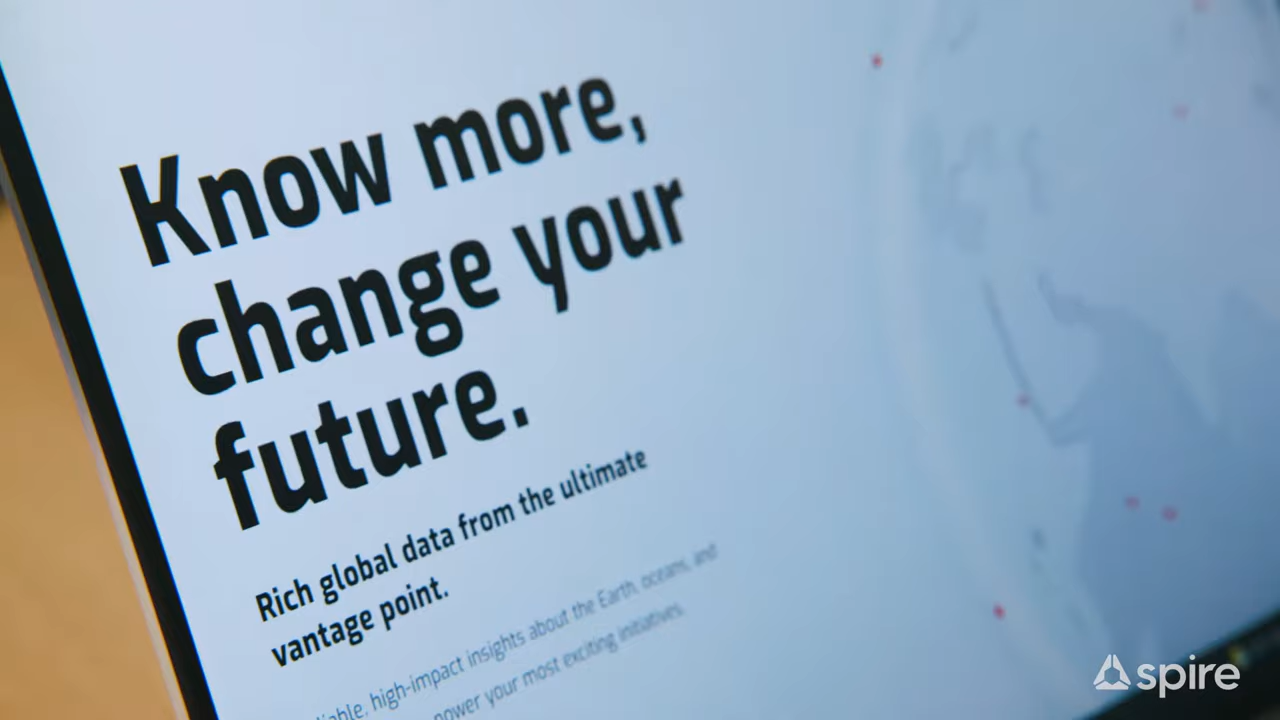 Know more,
change your
future.
Rich global data from the ultimate
vantage point.
high-impact insights about the Earth, oceans, and
power your most exciting initiatives.
spire